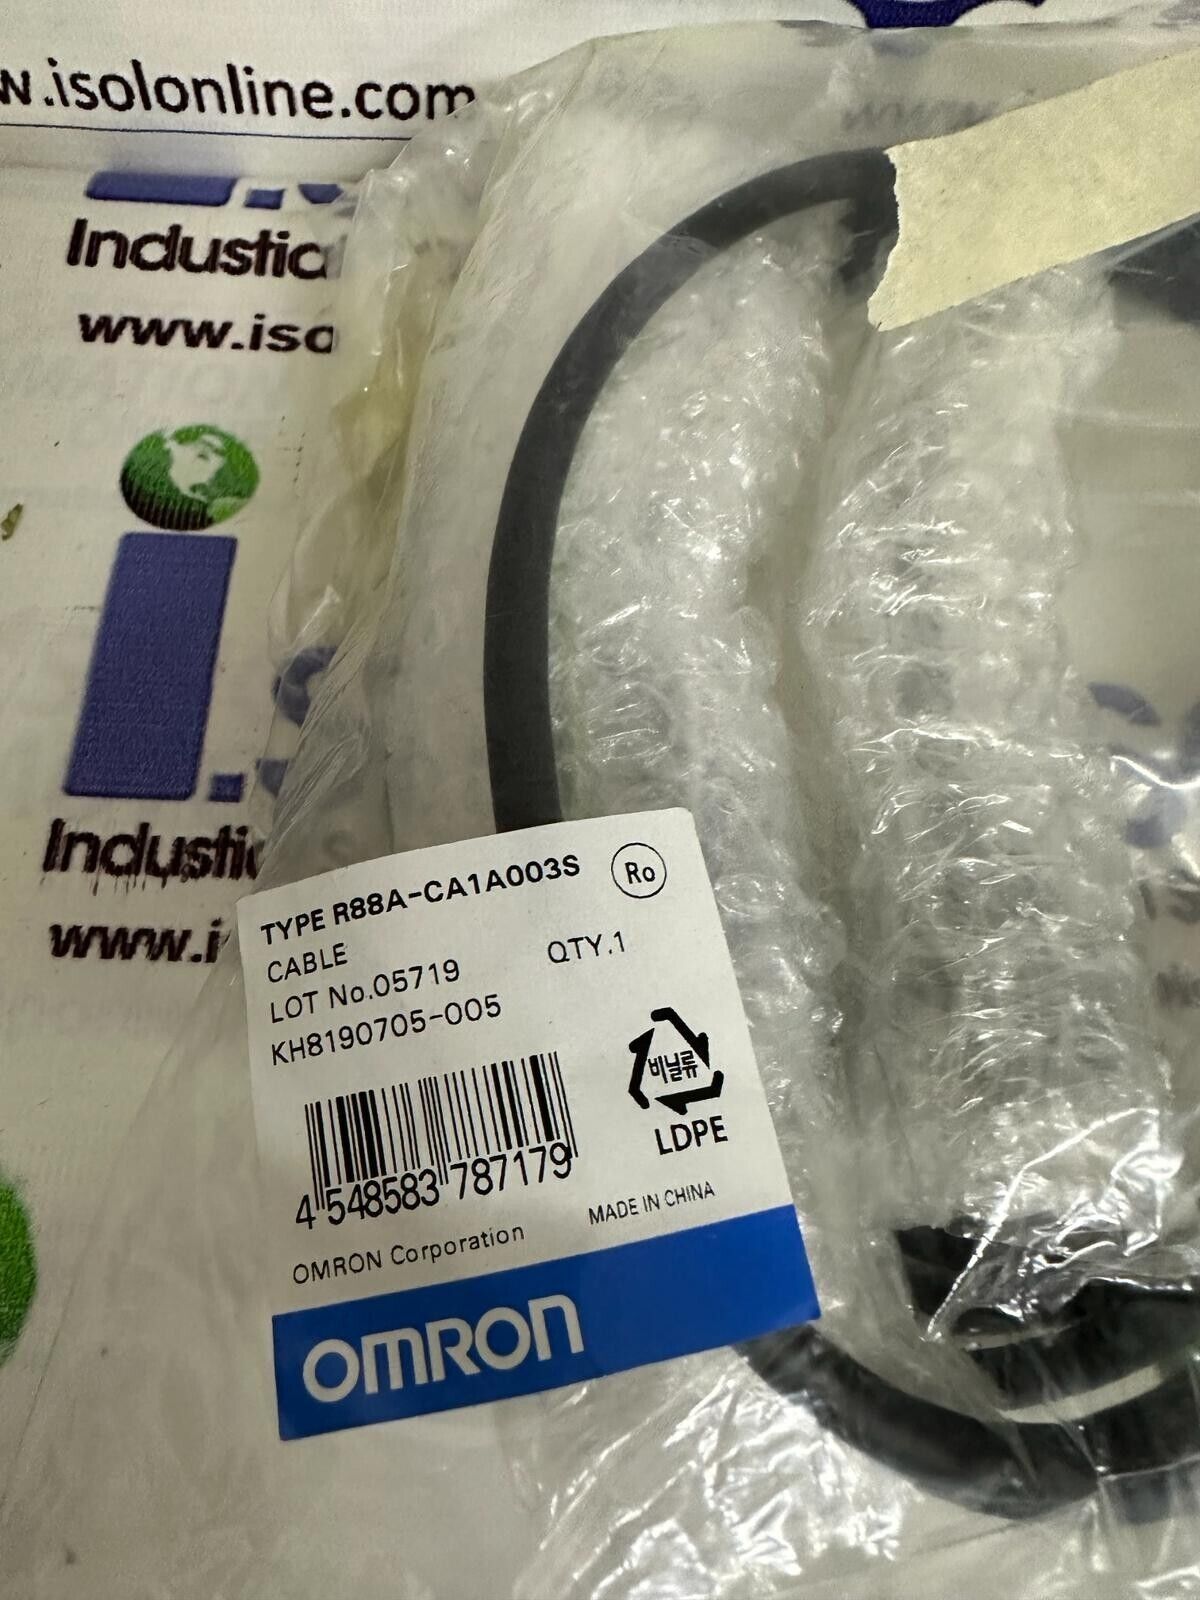 w.isolonline.com
Industic
www.iso
i.s
Industi
www.i
TYPE R88A-CA1A003S
Ro
CABLE
QTY.1
LOT No.05719
KH8190705-005
비닐류
LDPE
4 548583 787179
MADE IN CHINA
OMRON Corporation
OMRON